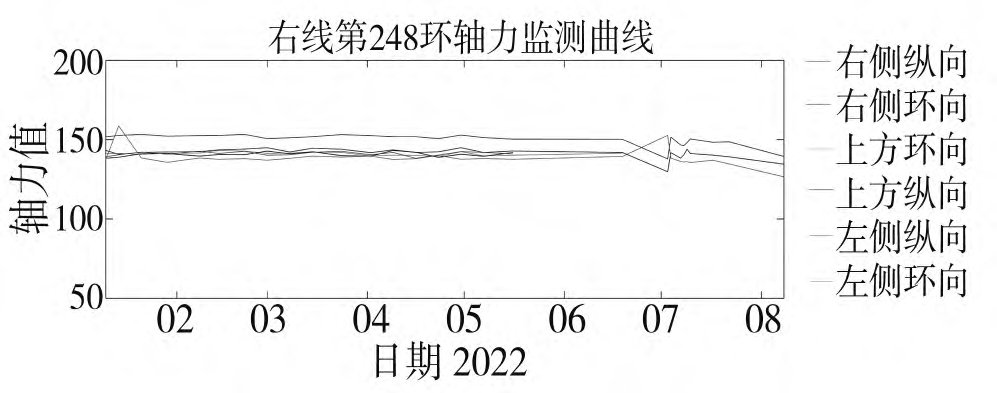 右线第248环轴力监测曲线
200
150
100
50
轴力值
02 03 04 05 06 07 08
日期 2022
右侧纵向
右侧环向
上方环向
上方纵向
左侧纵向
左侧环向